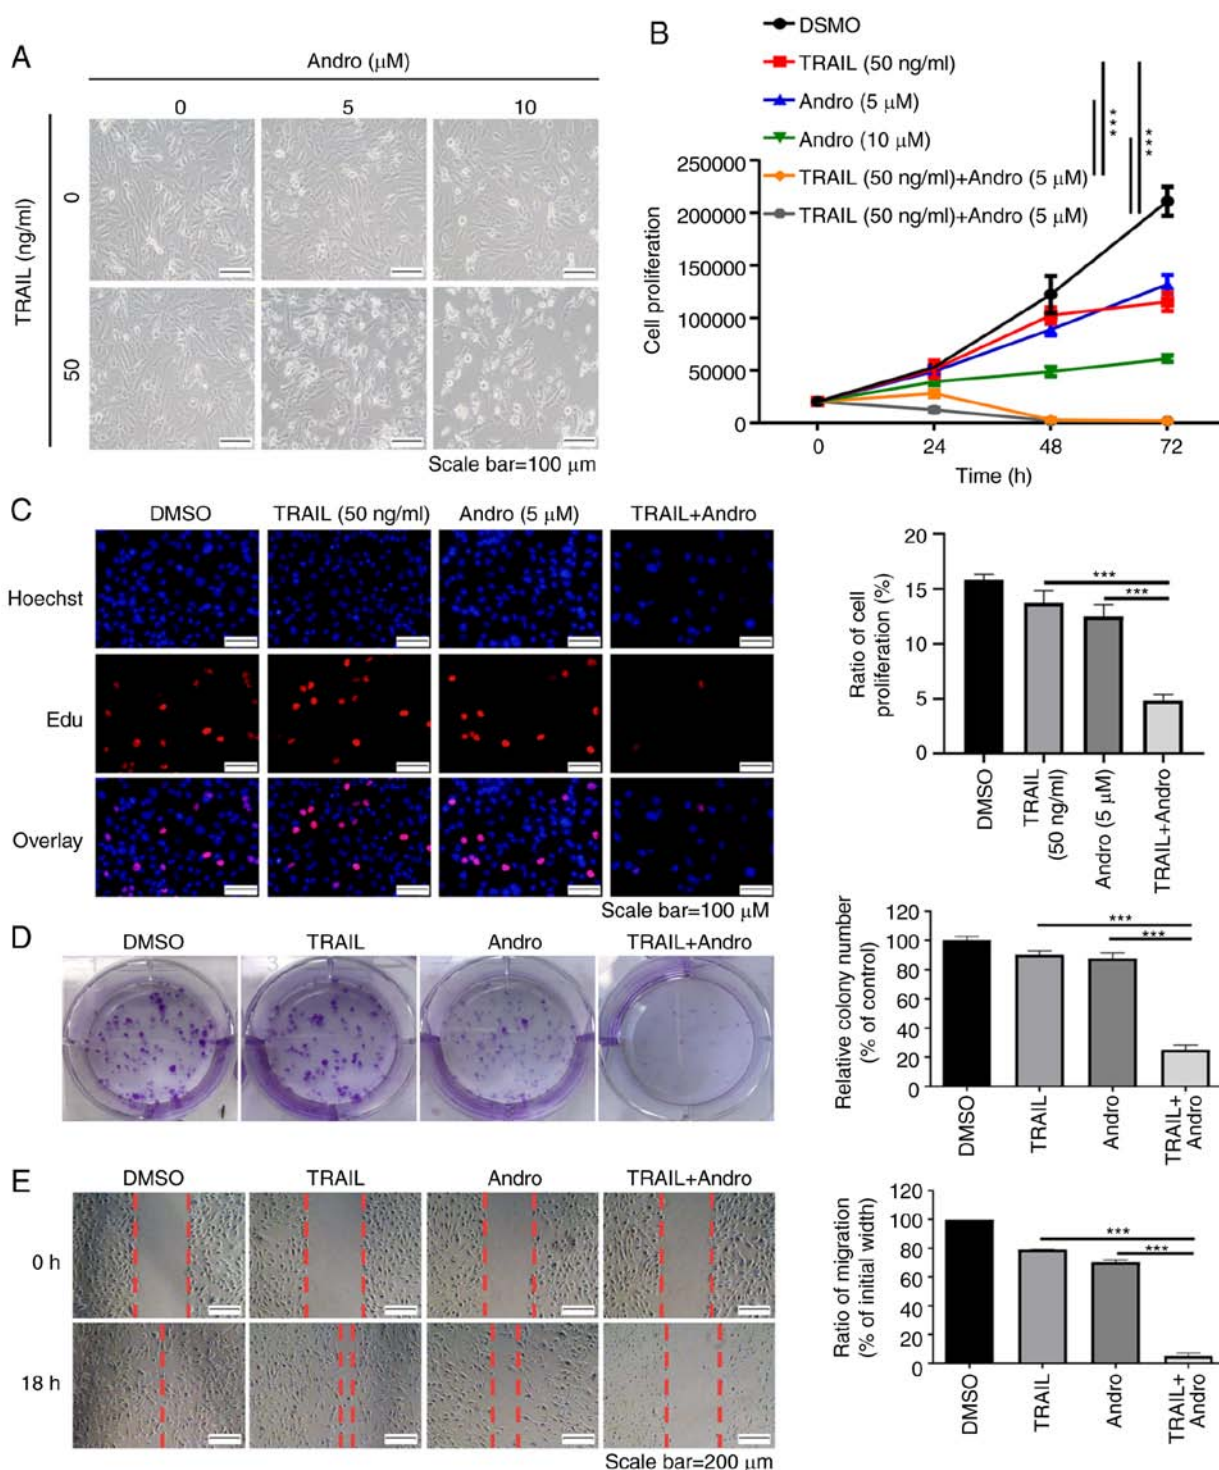 A
Andro (μM)
0
5
10
TRAIL (ng/ml)
0
50
Scale bar=100 μm
B
DSMO
TRAIL (50 ng/ml)
Andro (5 μM)
Andro (10 μM)
TRAIL (50 ng/ml)+Andro (5 μM)
TRAIL (50 ng/ml)+Andro (5 μM)
***
***
Cell proliferation
250000
200000
150000
100000
50000
0
0
24
48
72
Time (h)
C
DMSO
TRAIL (50 ng/ml)
Andro (5 μM)
TRAIL+Andro
Hoechst
Edu
Overlay
Scale bar=100 μM
Ratio of cell
proliferation (%)
20
15
10
5
0
***
***
DMSO
TRAIL
(50 ng/ml)
Andro (5 μM)
TRAIL+Andro
D
DMSO
TRAIL
Andro
TRAIL+Andro
3
Relative colony number
(% of control)
120
100
80
60
40
20
0
***
***
DMSO
TRAIL
Andro
TRAIL+
Andro
E
DMSO
TRAIL
Andro
TRAIL+Andro
0 h
18 h
Scale bar=200 μm
Ratio of migration
(% of initial width)
120
100
80
60
40
20
0
***
***
DMSO
TRAIL
Andro
TRAIL+
Andro